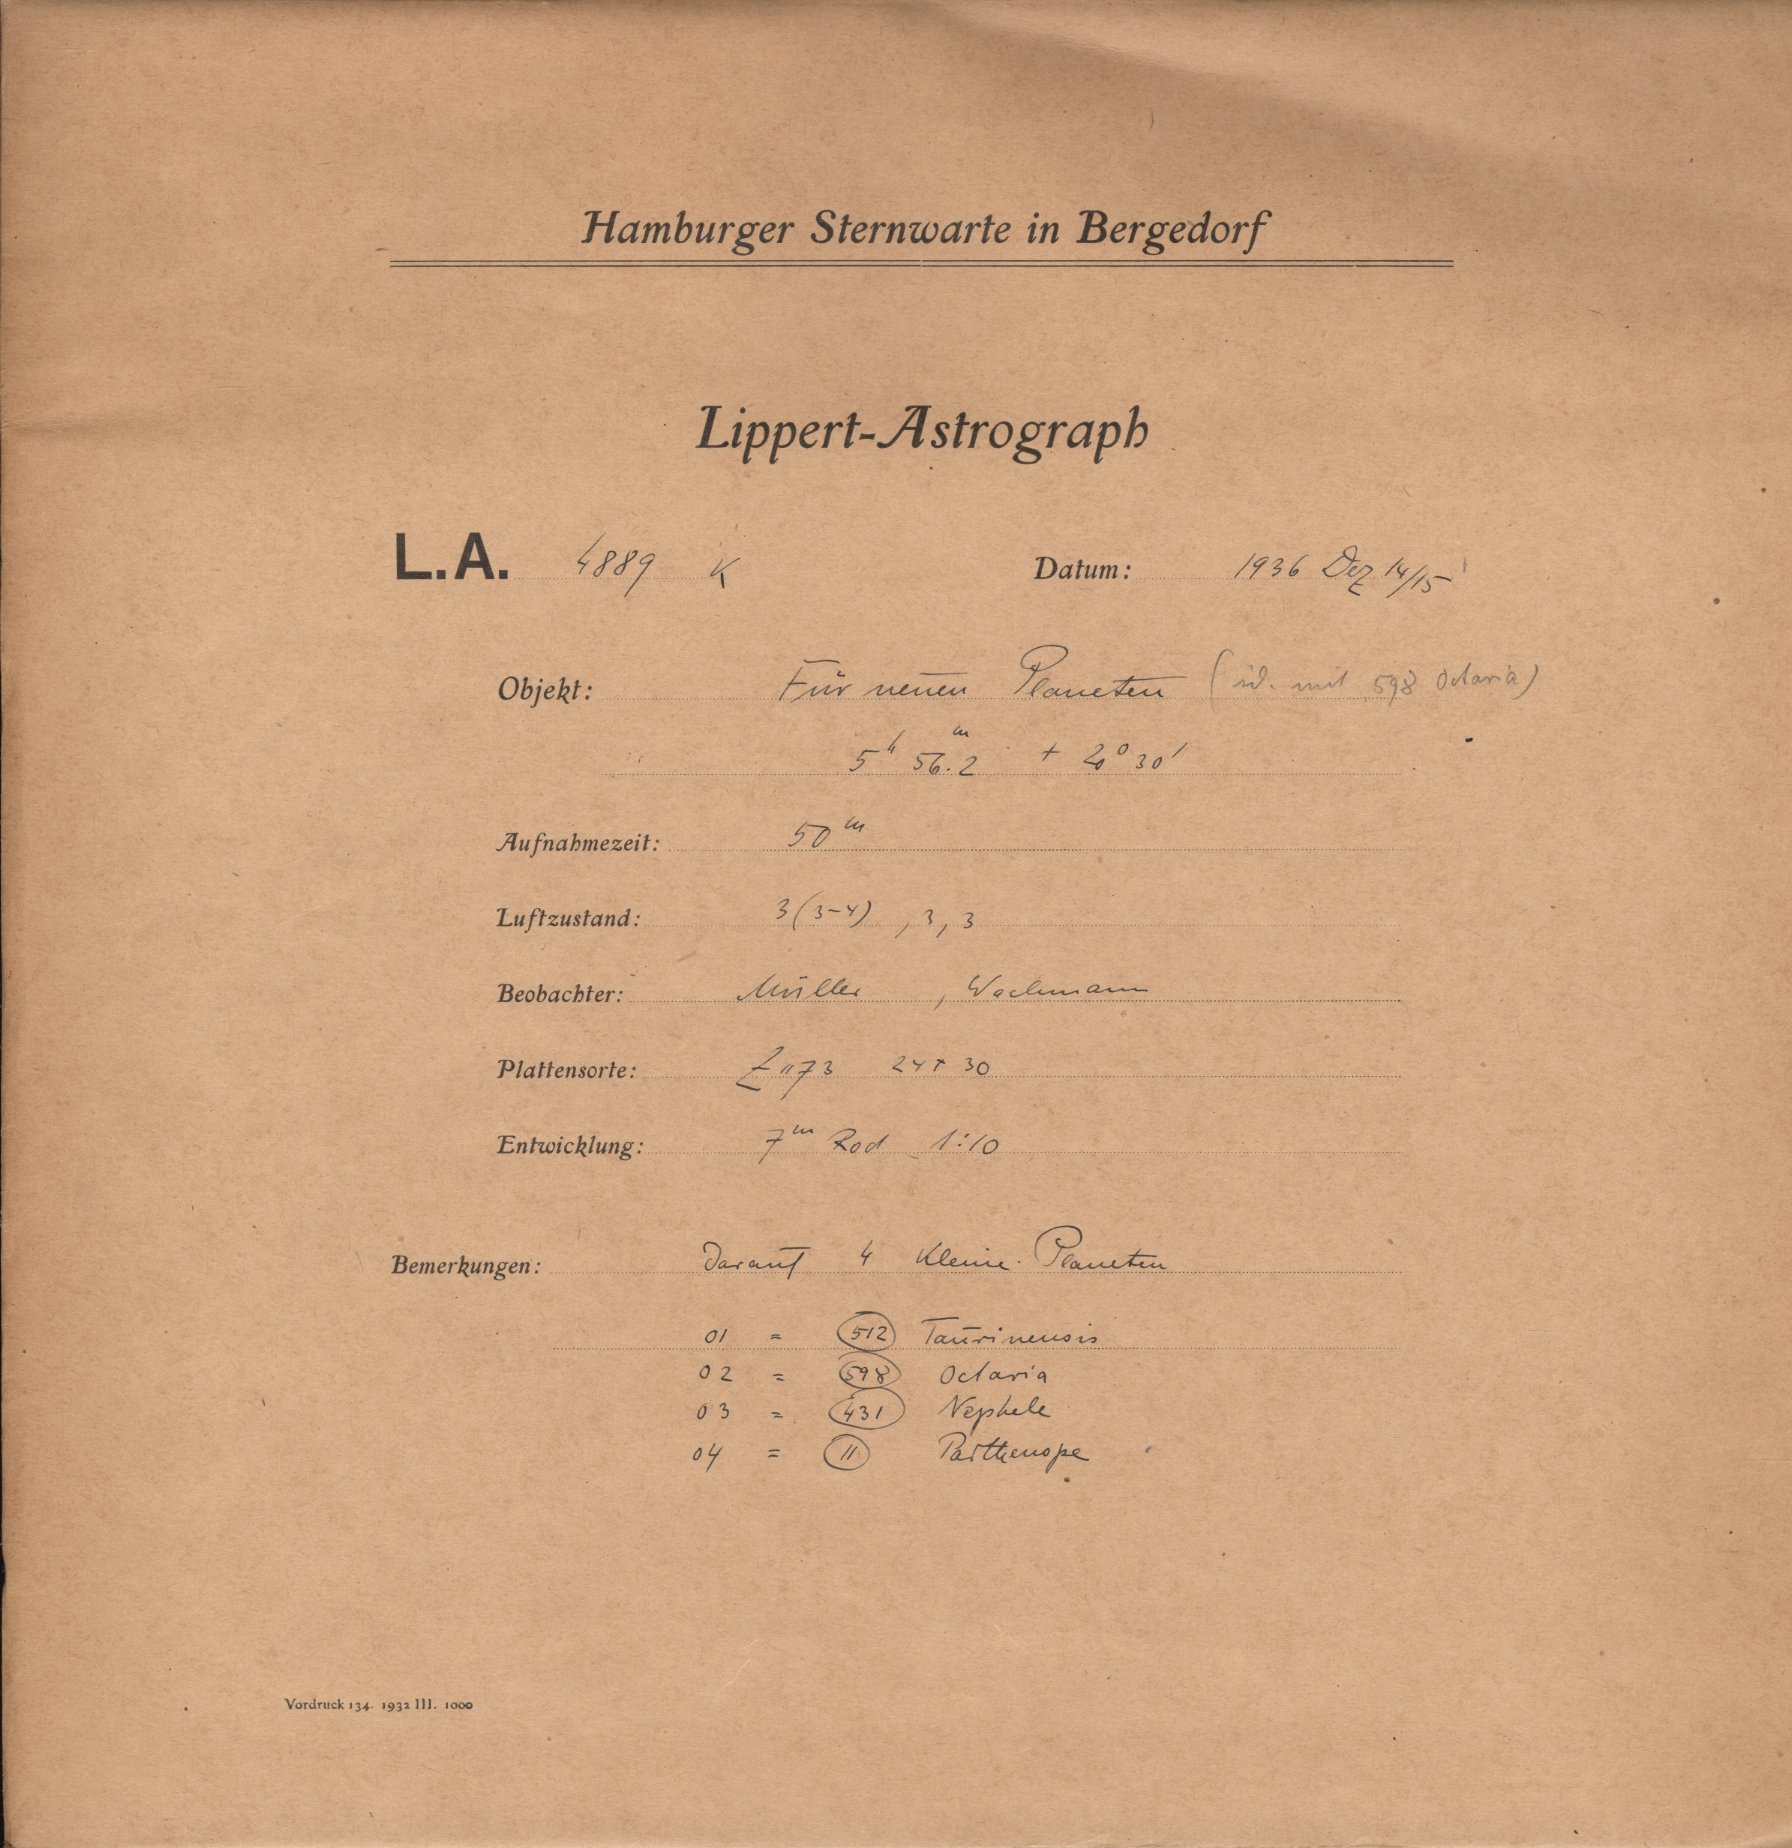 Hamburger Sternwarte in Bergedorf
Lippert-Astrograph
L.A. 4889 K Datum: 1936 Dez 14/15
Objekt: Für neuen Planeten (id. mit 598 Octavia)
5h 56.2m + 20° 30'
Aufnahmezeit: 50m
Luftzustand: 3(3-4), 3, 3
Beobachter: Müller, Wachmann
Plattensorte: 24 × 30
Entwicklung: 7m Rod 1:10
Bemerkungen: Darauf 4 kleine Planeten
01 = 512 Taurinensis
02 = 598 Octavia
03 = 431 Nephele
04 = 11 Parthenope
Vordruck 134. 1932 III. 1000